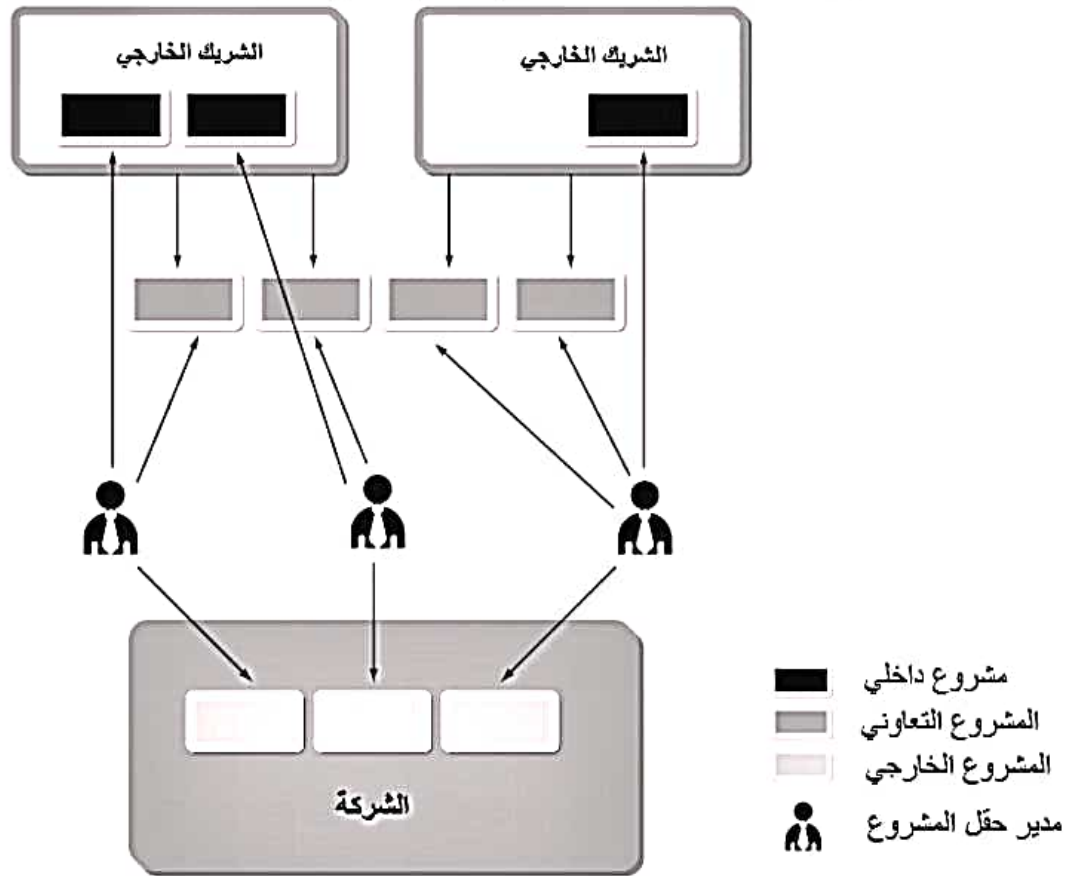 الشريك الخارجي
الشريك الخارجي
الشركة
مشروع داخلي
المشروع التعاوني
المشروع الخارجي
مدير حقل المشروع